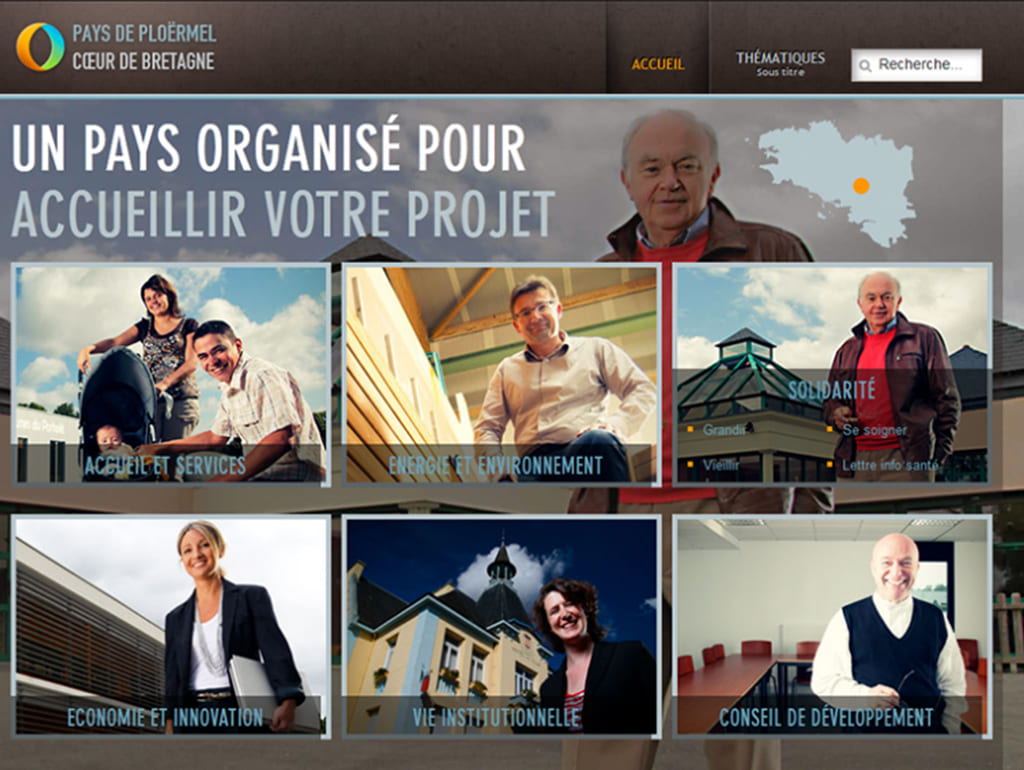 PAYS DE PLOËRMEL
CŒUR DE BRETAGNE
ACCUEIL
THÉMATIQUES
Sous titre
Recherche...
UN PAYS ORGANISÉ POUR
ACCUEILLIR VOTRE PROJET
ACCUEIL ET SERVICES
ENERGIE ET ENVIRONNEMENT
SOLIDARITÉ
Grandir
Se soigner
Vieillir
Lettre info santé
ECONOMIE ET INNOVATION
VIE INSTITUTIONNELLE
CONSEIL DE DÉVELOPPEMENT